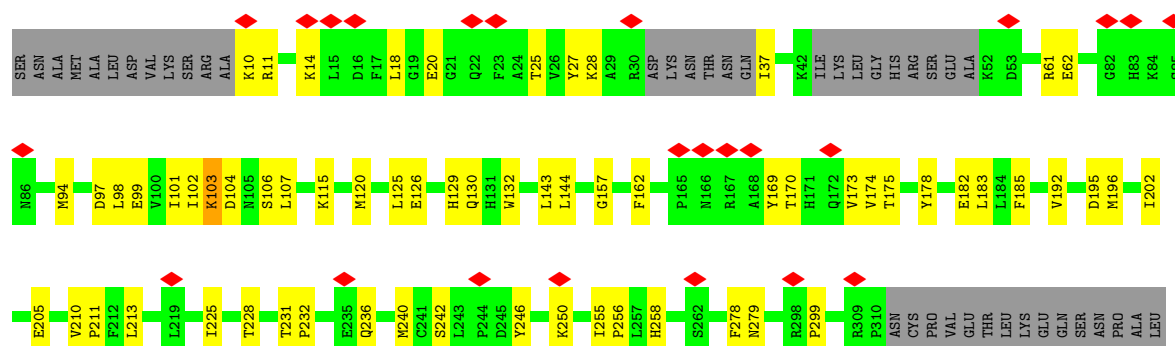 SER ASN ALA MET ALA LEU ASP VAL LYS SER ARG ALA K10 R11 K14 L15 D16 F17 L18 G19 E20 G21 Q22 F23 A24 T25 V26 Y27 K28 A29 R30 ASP LYS ASN THR ASN GLN I37 K42 ILE LYS LEU GLY HIS ARG SER GLU ALA K52 D53 R61 E62 G82 H83 K84
N86 M94 D97 L98 E99 V100 I101 I102 K103 D104 N105 S106 L107 K115 M120 L125 E126 H129 Q130 H131 W132 L143 L144 G157 F162 P165 N166 R167 A168 Y169 T170 H171 Q172 V173 V174 T175 Y178 E182 L183 L184 F185 V192 D195 M196 I202
E205 V210 P211 F212 L213 L219 I225 T228 T231 P232 E235 Q236 M240 C241 S242 L243 P244 D245 Y246 K250 I255 P256 L257 H258 S262 F278 N279 R298 P299 R309 P310 ASN CYS PRO VAL GLU THR LEU LYS GLU GLN SER ASN PRO ALA LEU